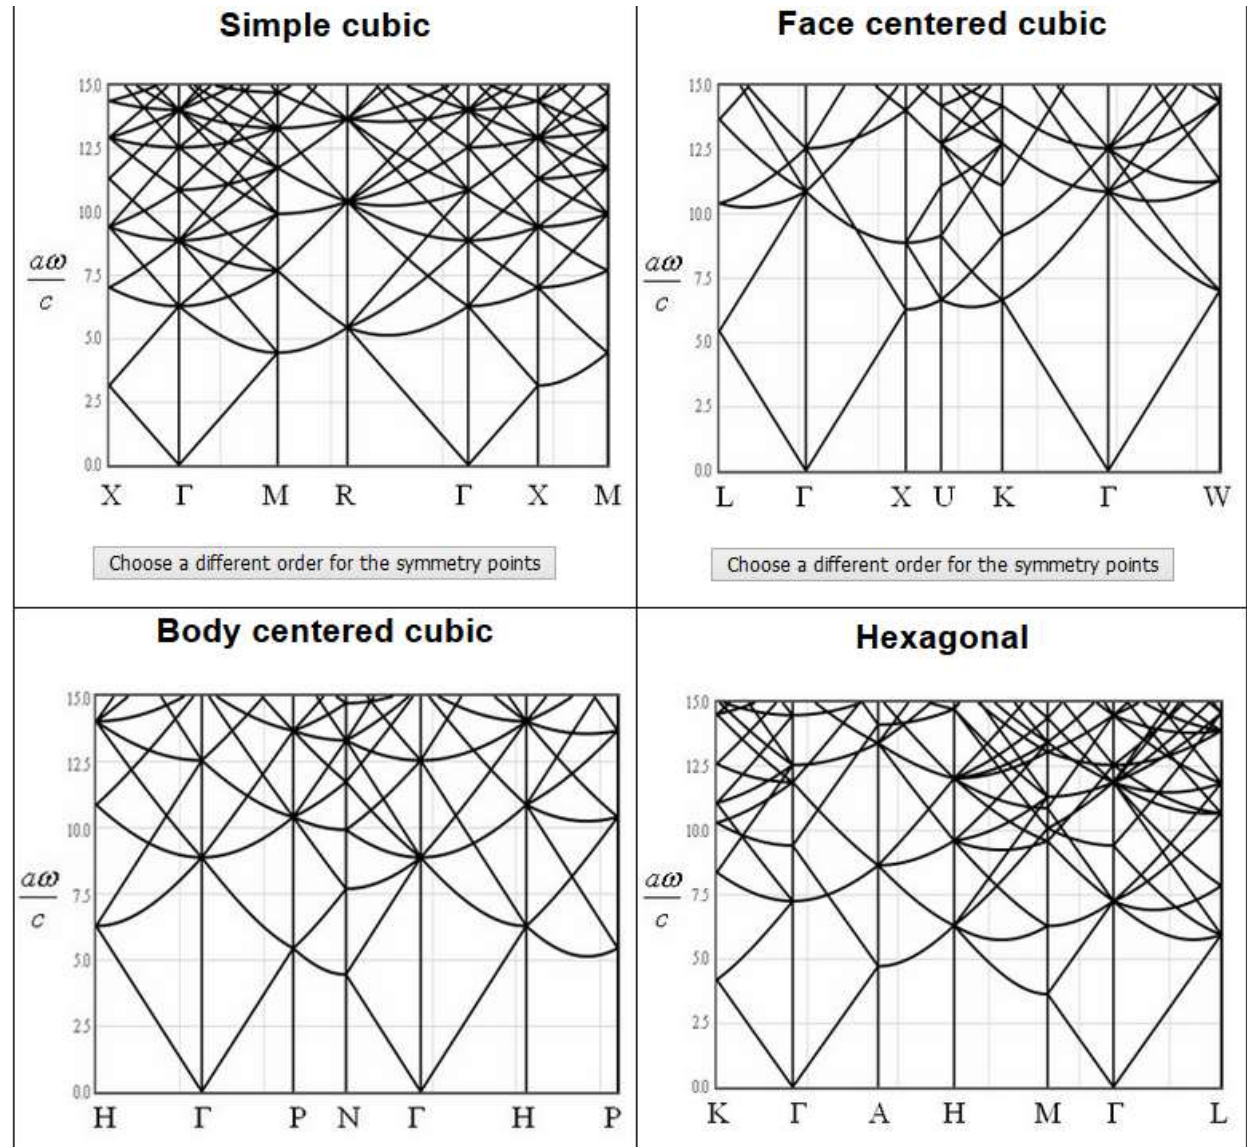 Simple cubic
15.0
12.5
10.0
7.5
5.0
2.5
0.0
aω
c
X Γ M R Γ X M
Choose a different order for the symmetry points
Face centered cubic
15.0
12.5
10.0
7.5
5.0
2.5
0.0
aω
c
L Γ X U K Γ W
Choose a different order for the symmetry points
Body centered cubic
15.0
12.5
10.0
7.5
5.0
2.5
0.0
aω
c
H Γ P N Γ H P
Hexagonal
15.0
12.5
10.0
7.5
5.0
2.5
0.0
aω
c
K Γ A H M Γ L